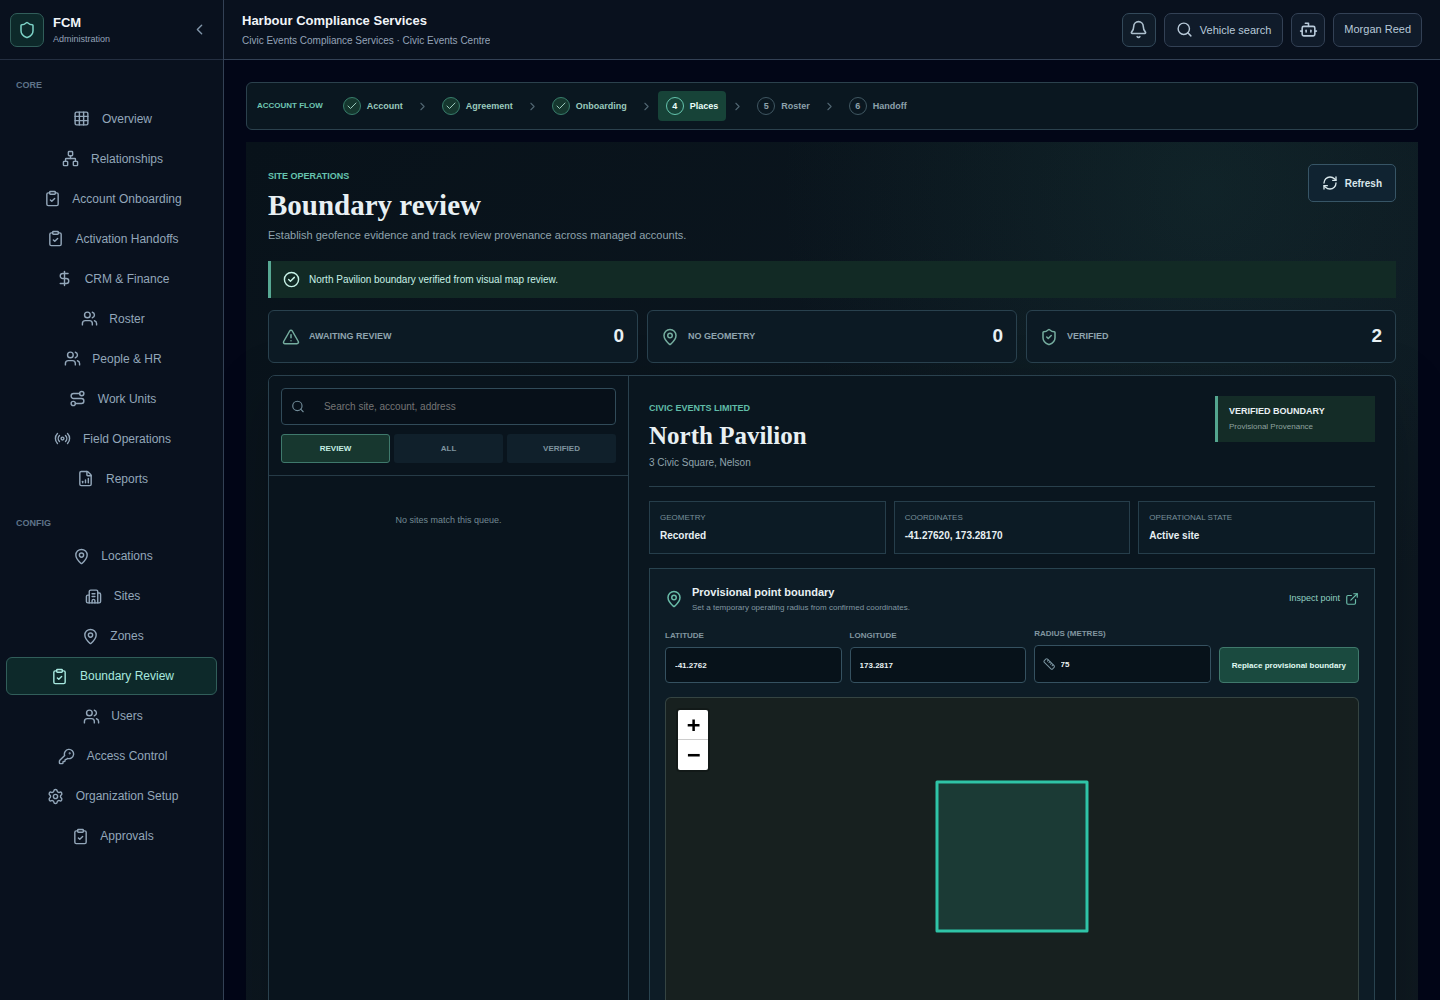 FCM
Administration
CORE
Overview
Relationships
Account Onboarding
Activation Handoffs
CRM & Finance
Roster
People & HR
Work Units
Field Operations
Reports
CONFIG
Locations
Sites
Zones
Boundary Review
Users
Access Control
Organization Setup
Approvals
Harbour Compliance Services
Civic Events Compliance Services · Civic Events Centre
Vehicle search
Morgan Reed
ACCOUNT FLOW
Account
Agreement
Onboarding
4 Places
5 Roster
6 Handoff
SITE OPERATIONS
Boundary review
Establish geofence evidence and track review provenance across managed accounts.
Refresh
North Pavilion boundary verified from visual map review.
AWAITING REVIEW 0
NO GEOMETRY 0
VERIFIED 2
Search site, account, address
REVIEW
ALL
VERIFIED
No sites match this queue.
CIVIC EVENTS LIMITED
North Pavilion
3 Civic Square, Nelson
VERIFIED BOUNDARY
Provisional Provenance
GEOMETRY
Recorded
COORDINATES
-41.27620, 173.28170
OPERATIONAL STATE
Active site
Provisional point boundary
Set a temporary operating radius from confirmed coordinates.
Inspect point
LATITUDE
-41.2762
LONGITUDE
173.2817
RADIUS (METRES)
75
Replace provisional boundary
+
−